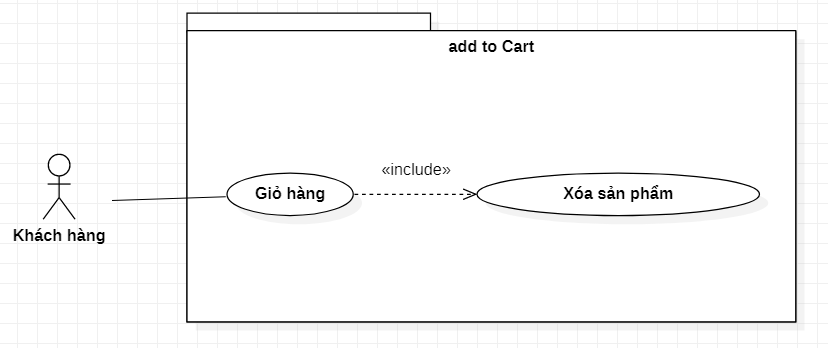 add to Cart
«include»
Giỏ hàng
Xóa sản phẩm
Khách hàng